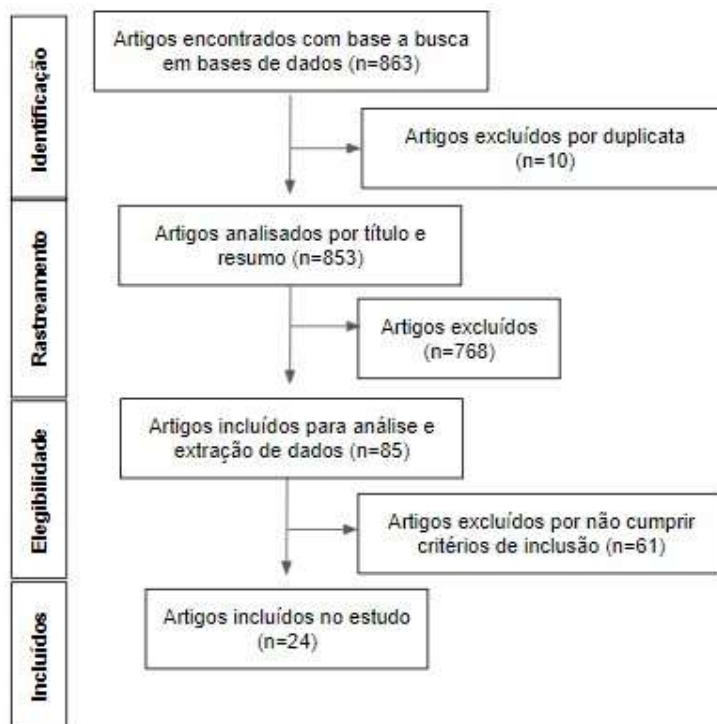 Identificação
Artigos encontrados com base a busca
em bases de dados (n=863)
Artigos excluídos por duplicata
(n=10)
Rastreamento
Artigos analisados por título e
resumo (n=853)
Artigos excluídos
(n=768)
Elegibilidade
Artigos incluídos para análise e
extração de dados (n=85)
Artigos excluídos por não cumprir
critérios de inclusão (n=61)
Incluídos
Artigos incluídos no estudo
(n=24)